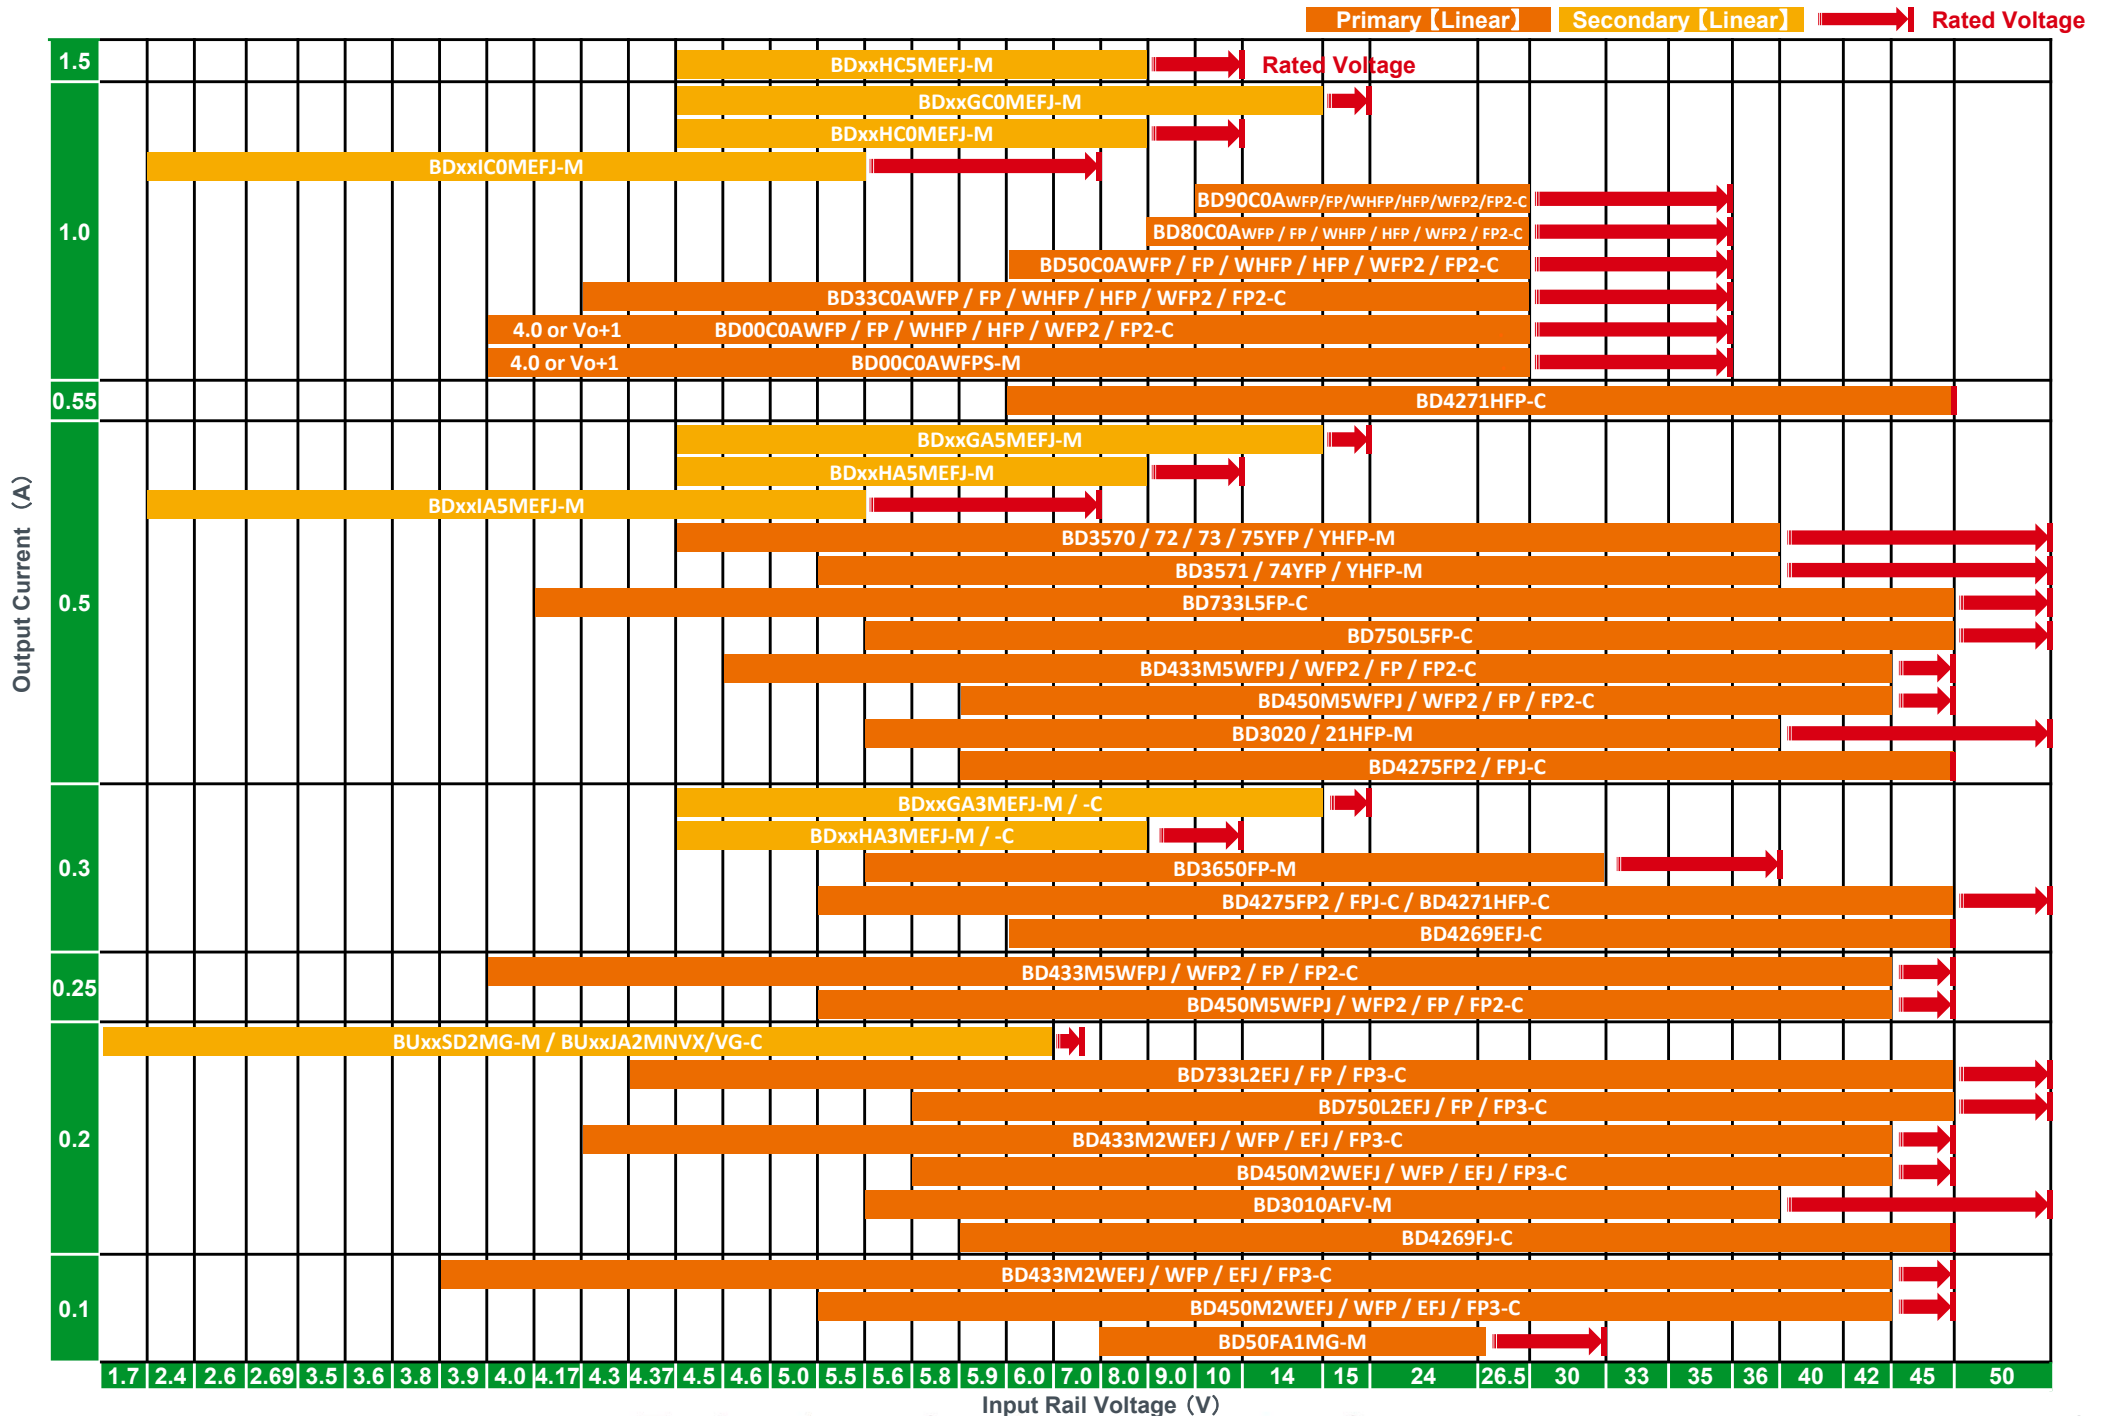 Primary【Linear】 Secondary【Linear】 Rated Voltage
1.5
BDxxHC5MEFJ-M Rated Voltage
BDxxGC0MEFJ-M
BDxxHC0MEFJ-M
BDxxIC0MEFJ-M
BD90C0AWFP/FP/WHFP/HFP/WFP2/FP2-C
1.0
BD80C0AWFP / FP / WHFP / HFP / WFP2 / FP2-C
BD50C0AWFP / FP / WHFP / HFP / WFP2 / FP2-C
BD33C0AWFP / FP / WHFP / HFP / WFP2 / FP2-C
4.0 or Vo+1 BD00C0AWFP / FP / WHFP / HFP / WFP2 / FP2-C
4.0 or Vo+1 BD00C0AWFPS-M
0.55
BD4271HFP-C
BDxxGA5MEFJ-M
BDxxHA5MEFJ-M
BDxxIA5MEFJ-M
BD3570 / 72 / 73 / 75YFP / YHFP-M
BD3571 / 74YFP / YHFP-M
Output Current （A）
0.5
BD733L5FP-C
BD750L5FP-C
BD433M5WFPJ / WFP2 / FP / FP2-C
BD450M5WFPJ / WFP2 / FP / FP2-C
BD3020 / 21HFP-M
BD4275FP2 / FPJ-C
BDxxGA3MEFJ-M / -C
BDxxHA3MEFJ-M / -C
0.3
BD3650FP-M
BD4275FP2 / FPJ-C / BD4271HFP-C
BD4269EFJ-C
BD433M5WFPJ / WFP2 / FP / FP2-C
0.25
BD450M5WFPJ / WFP2 / FP / FP2-C
BUxxSD2MG-M / BUxxJA2MNVX/VG-C
BD733L2EFJ / FP / FP3-C
BD750L2EFJ / FP / FP3-C
0.2
BD433M2WEFJ / WFP / EFJ / FP3-C
BD450M2WEFJ / WFP / EFJ / FP3-C
BD3010AFV-M
BD4269FJ-C
BD433M2WEFJ / WFP / EFJ / FP3-C
0.1
BD450M2WEFJ / WFP / EFJ / FP3-C
BD50FA1MG-M
1.7 2.4 2.6 2.69 3.5 3.6 3.8 3.9 4.0 4.17 4.3 4.37 4.5 4.6 5.0 5.5 5.6 5.8 5.9 6.0 7.0 8.0 9.0 10 14 15 24 26.5 30 33 35 36 40 42 45 50
Input Rail Voltage（V）